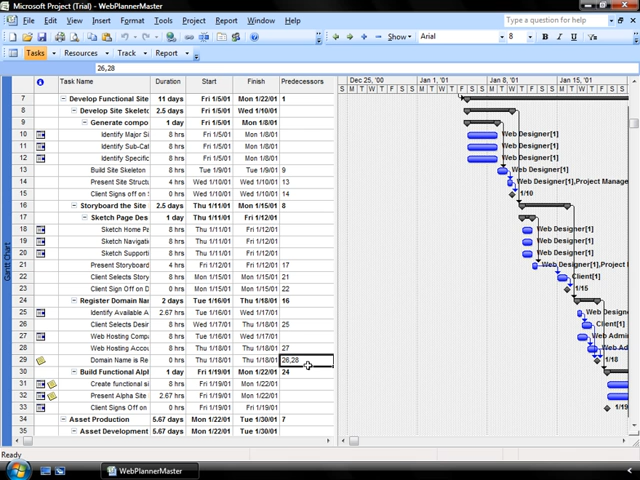 Microsoft Project (Trial) - WebPlannerMaster
File Edit View Insert Format Tools Project Report Collaborate Window Help Type a question for help
Show Arial 8
Tasks Resources Track Report
26,28
Task Name Duration Start Finish Predecessors Dec 25, '00 Jan 1, '01 Jan 8, '01 Jan 15, '01
S M T W T F S S M T W T F S S M T W T F S S M T W T F S
7 Develop Functional Site 11 days Fri 1/5/01 Mon 1/22/01 1
8 Develop Site Skelet 2.5 days Fri 1/5/01 Wed 1/10/01
9 Generate compo 1 day Fri 1/5/01 Mon 1/8/01
10 Identify Major Si 8 hrs Fri 1/5/01 Mon 1/8/01 Web Designer[1]
11 Identify Sub-Cat 8 hrs Fri 1/5/01 Mon 1/8/01 Web Designer[1]
12 Identify Specific 8 hrs Fri 1/5/01 Mon 1/8/01 Web Designer[1]
13 Build Site Skeleton 8 hrs Tue 1/9/01 Tue 1/9/01 9 Web Designer[1]
14 Present Site Struct 4 hrs Wed 1/10/01 Wed 1/10/01 13 Web Designer[1],Project Manage
15 Client Signs off on S 0 hrs Wed 1/10/01 Wed 1/10/01 14 1/10
16 Storyboard the Site 2.5 days Thu 1/11/01 Mon 1/15/01 8
17 Sketch Page Des 1 day Thu 1/11/01 Fri 1/12/01
18 Sketch Home Pa 8 hrs Thu 1/11/01 Fri 1/12/01 Web Designer[1]
19 Sketch Navigati 8 hrs Thu 1/11/01 Fri 1/12/01 Web Designer[1]
20 Sketch Supporti 8 hrs Thu 1/11/01 Fri 1/12/01 Web Designer[1]
21 Present Storyboard 4 hrs Fri 1/12/01 Fri 1/12/01 17 Web Designer[1],Project
22 Client Selects Story 8 hrs Mon 1/15/01 Mon 1/15/01 21 Client[1]
23 Client Sign Off on D 0 hrs Mon 1/15/01 Mon 1/15/01 22 1/15
24 Register Domain Nar 2 days Tue 1/16/01 Thu 1/18/01 16
25 Identify Available A 2.67 hrs Tue 1/16/01 Tue 1/16/01 Web Design
26 Client Selects Desir 8 hrs Tue 1/16/01 Wed 1/17/01 25 Client[1]
27 Web Hosting Compa 8 hrs Tue 1/16/01 Wed 1/17/01 Web Admin
28 Web Hosting Accou 8 hrs Thu 1/18/01 Thu 1/18/01 27 Web Admi
29 Domain Name is Re 0 hrs Thu 1/18/01 Thu 1/18/01 26,28 1/18
30 Build Functional Alpl 1 day Fri 1/19/01 Mon 1/22/01 24
31 Create functional si 8 hrs Fri 1/19/01 Mon 1/22/01
32 Present Alpha Site 2.67 hrs Fri 1/19/01 Fri 1/19/01
33 Client Signs Off on 0 hrs Fri 1/19/01 Fri 1/19/01 1/19
34 Asset Production 5.67 days Mon 1/22/01 Tue 1/30/01 7
35 Asset Development 5.67 days Mon 1/22/01 Tue 1/30/01
Gantt Chart
Ready
WebPlannerMaster